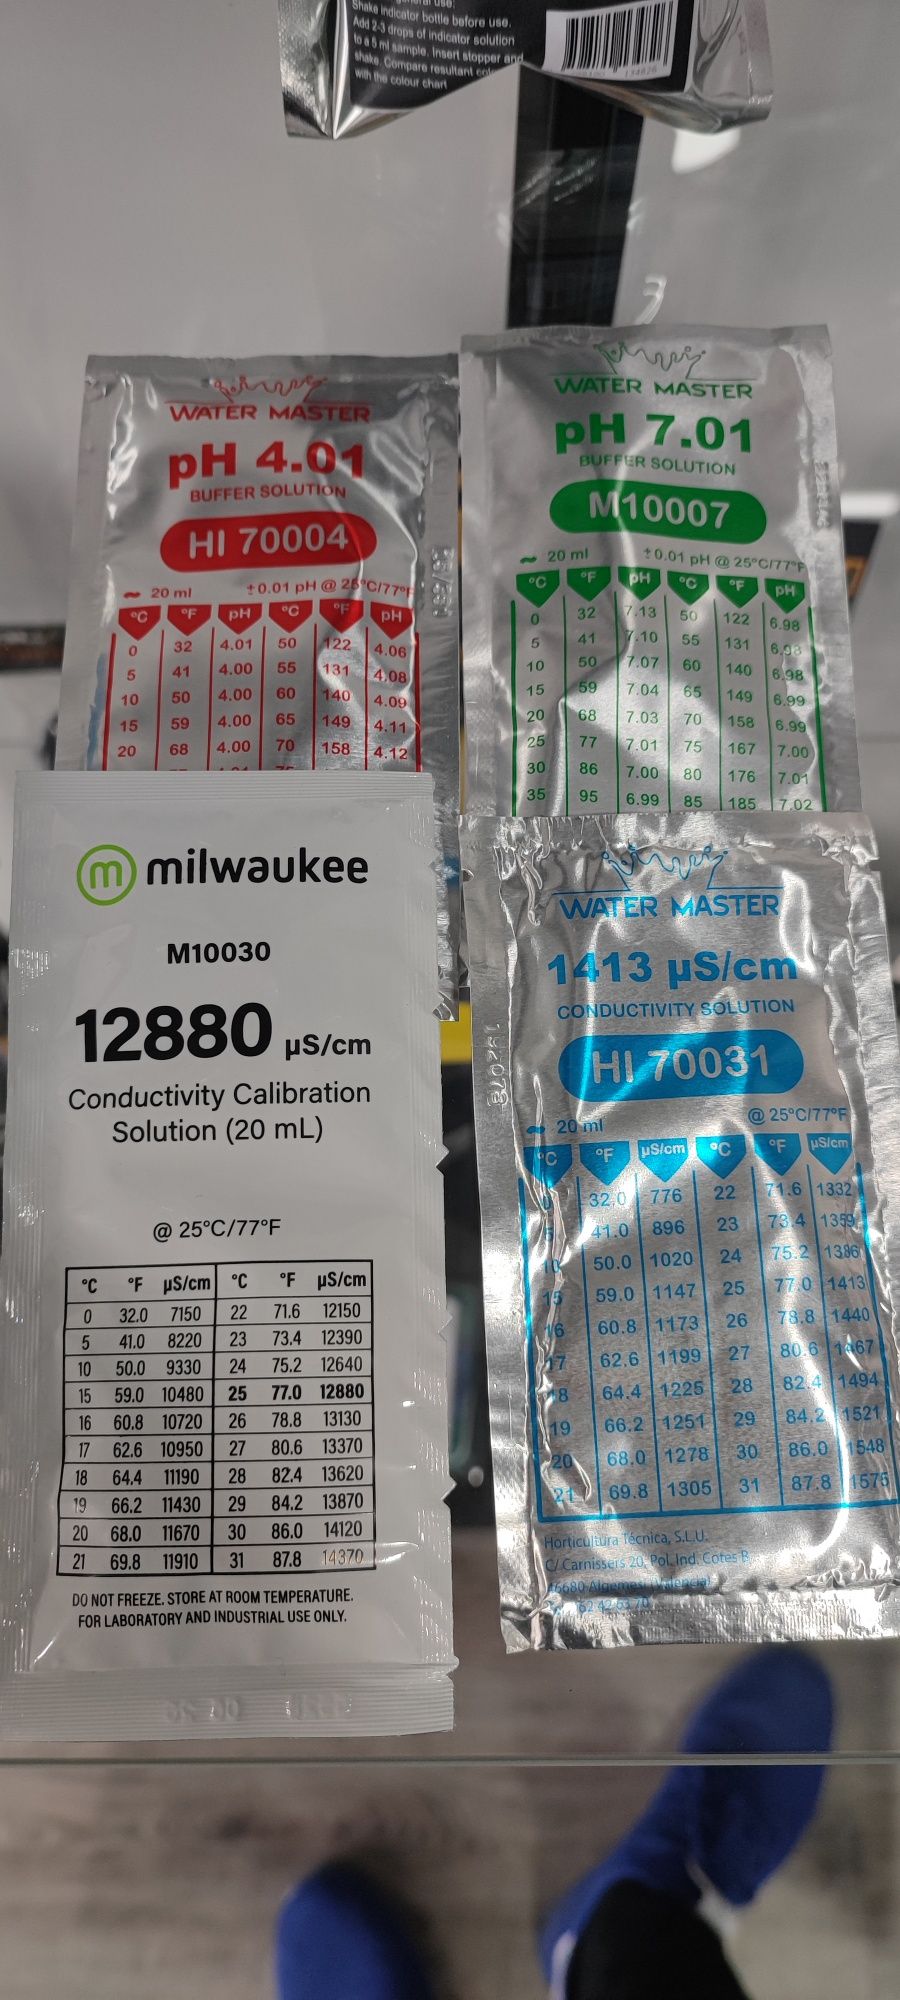 Shake indicator bottle before use.
Add 2-3 drops of indicator solution
to a 5 ml sample. Insert stopper and
shake. Compare resultant
with the colour chart
WATER MASTER
pH 4.01
BUFFER SOLUTION
HI 70004
~ 20 ml ±0.01 pH @ 25°C/77°F
°C °F pH °C °F pH
0 32 4.01 50 122 4.06
5 41 4.00 55 131 4.08
10 50 4.00 60 140 4.09
15 59 4.00 65 149 4.11
20 68 4.00 70 158 4.12
WATER MASTER
pH 7.01
BUFFER SOLUTION
M10007
~ 20 ml ±0.01 pH @ 25°C/77°F
°C °F pH °C °F pH
0 32 7.13 50 122 6.98
5 41 7.10 55 131 6.98
10 50 7.07 60 140 6.98
15 59 7.04 65 149 6.99
20 68 7.03 70 158 6.99
25 77 7.01 75 167 7.00
30 86 7.00 80 176 7.01
35 95 6.99 85 185 7.02
m milwaukee
M10030
12880 µS/cm
Conductivity Calibration
Solution (20 mL)
@ 25°C/77°F
°C °F µS/cm °C °F µS/cm
0 32.0 7150 22 71.6 12150
5 41.0 8220 23 73.4 12390
10 50.0 9330 24 75.2 12640
15 59.0 10480 25 77.0 12880
16 60.8 10720 26 78.8 13130
17 62.6 10950 27 80.6 13370
18 64.4 11190 28 82.4 13620
19 66.2 11430 29 84.2 13870
20 68.0 11670 30 86.0 14120
21 69.8 11910 31 87.8 14370
DO NOT FREEZE. STORE AT ROOM TEMPERATURE.
FOR LABORATORY AND INDUSTRIAL USE ONLY.
WATER MASTER
1413 µS/cm
CONDUCTIVITY SOLUTION
HI 70031
~ 20 ml @ 25°C/77°F
°C °F µS/cm °C °F µS/cm
0 32.0 776 22 71.6 1332
5 41.0 896 23 73.4 1359
10 50.0 1020 24 75.2 1386
15 59.0 1147 25 77.0 1413
16 60.8 1173 26 78.8 1440
17 62.6 1199 27 80.6 1467
18 64.4 1225 28 82.4 1494
19 66.2 1251 29 84.2 1521
20 68.0 1278 30 86.0 1548
21 69.8 1305 31 87.8 1575
Horticultura Técnica, S.L.U.
C/ Carnissers 20, Pol. Ind. Cotes B
46680 Algemesí (Valencia)